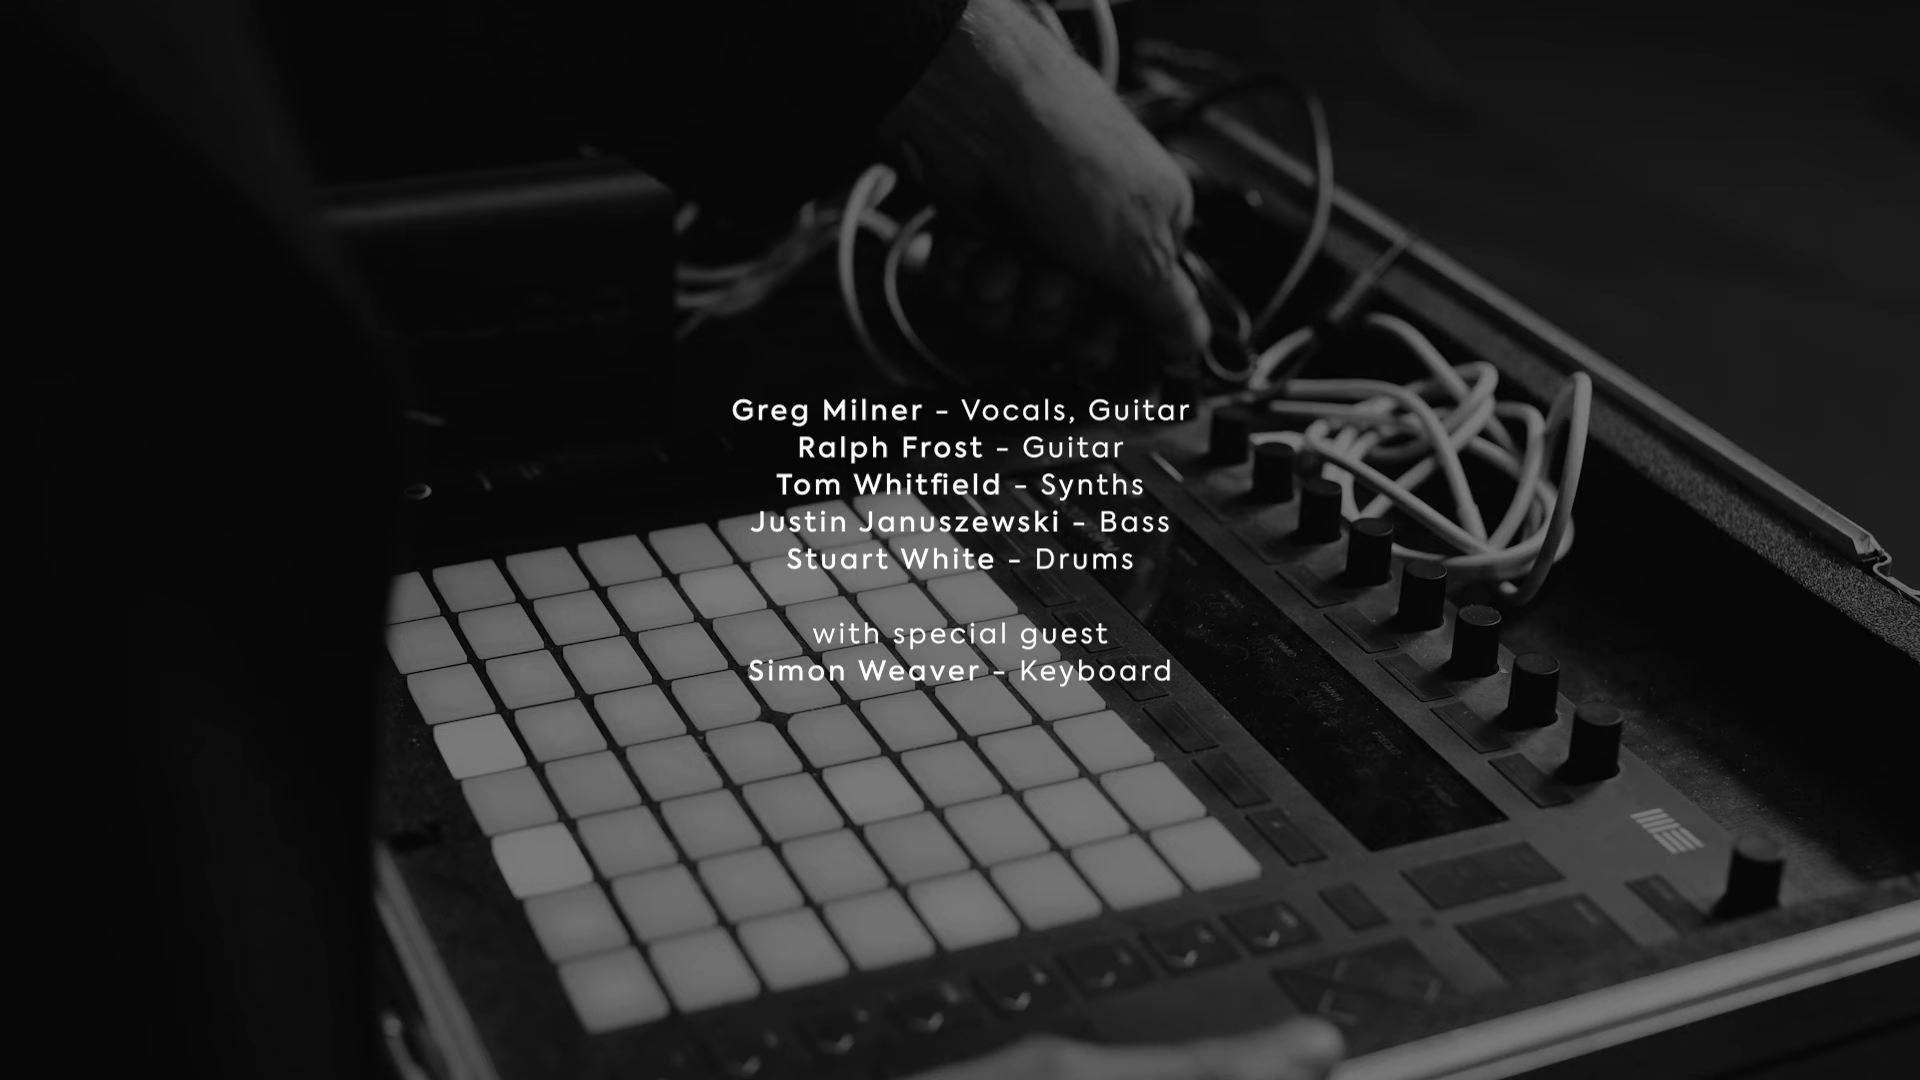 Greg Milner - Vocals, Guitar
Ralph Frost - Guitar
Tom Whitfield - Synths
Justin Januszewski - Bass
Stuart White - Drums
with special guest
Simon Weaver - Keyboard